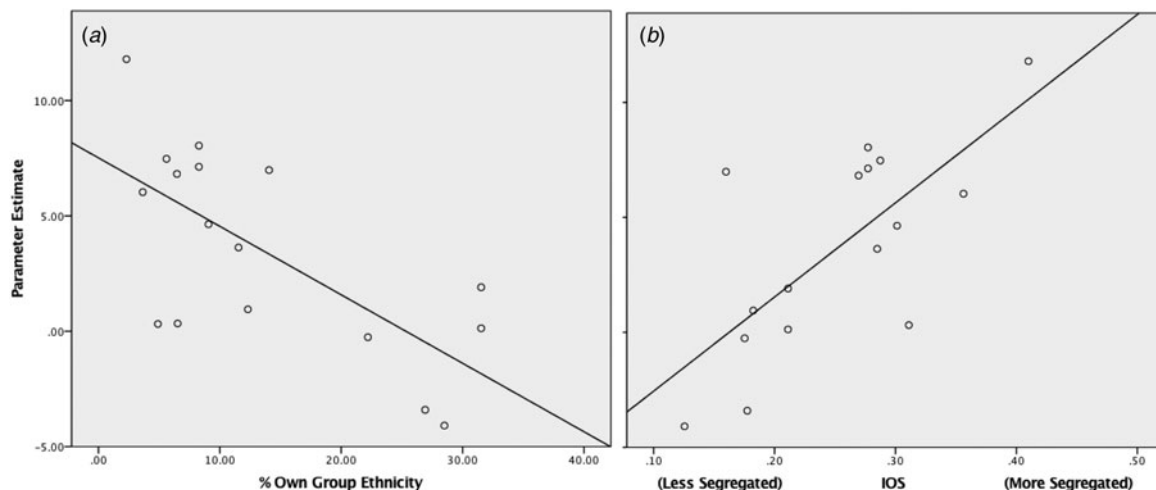 (a)
(b)
10.00
5.00
.00
−5.00
Parameter Estimate
.00 10.00 20.00 30.00 40.00
% Own Group Ethnicity
.10 .20 .30 .40 .50
(Less Segregated) IOS (More Segregated)